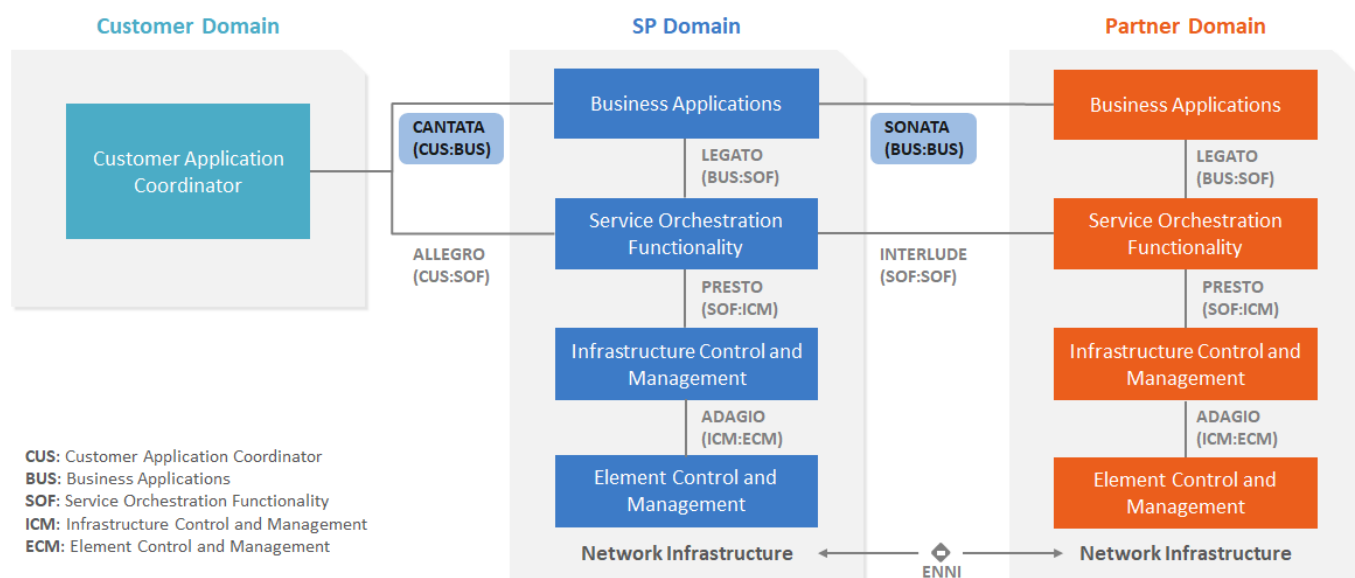 Customer Domain
SP Domain
Partner Domain
Customer Application
Coordinator
CANTATA
(CUS:BUS)
ALLEGRO
(CUS:SOF)
Business Applications
LEGATO
(BUS:SOF)
Service Orchestration
Functionality
PRESTO
(SOF:ICM)
Infrastructure Control and
Management
ADAGIO
(ICM:ECM)
Element Control and
Management
Network Infrastructure
SONATA
(BUS:BUS)
INTERLUDE
(SOF:SOF)
ENNI
Business Applications
LEGATO
(BUS:SOF)
Service Orchestration
Functionality
PRESTO
(SOF:ICM)
Infrastructure Control and
Management
ADAGIO
(ICM:ECM)
Element Control and
Management
Network Infrastructure
CUS: Customer Application Coordinator
BUS: Business Applications
SOF: Service Orchestration Functionality
ICM: Infrastructure Control and Management
ECM: Element Control and Management